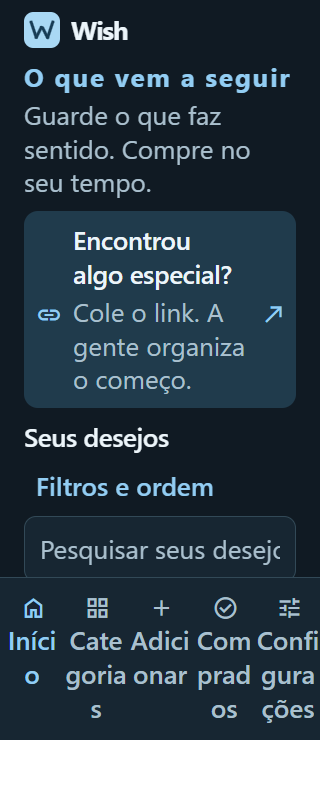 Wish
O que vem a seguir
Guarde o que faz
sentido. Compre no
seu tempo.
Encontrou
algo especial?
Cole o link. A
gente organiza
o começo.
Seus desejos
Filtros e ordem
Pesquisar seus desejo
Iníci
o
Cate
goria
s
Adici
onar
Com
prad
os
Confi
gura
ções